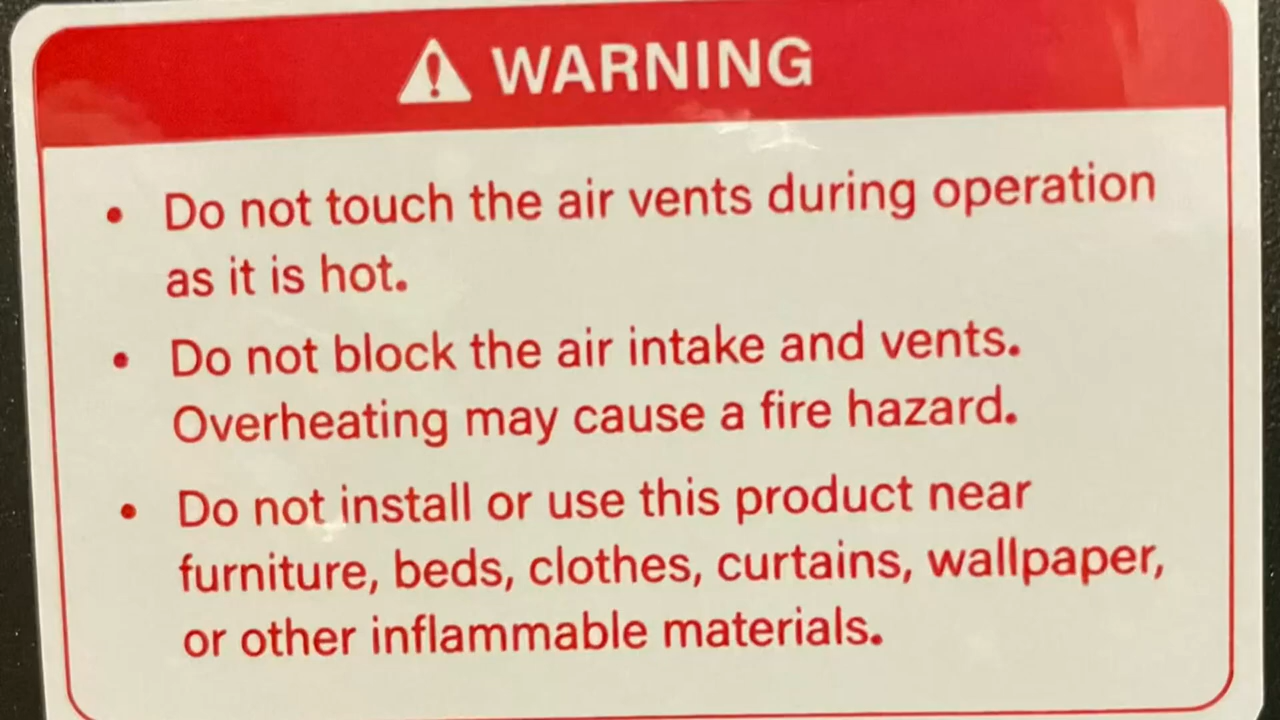 WARNING
• Do not touch the air vents during operation
as it is hot.
• Do not block the air intake and vents.
Overheating may cause a fire hazard.
• Do not install or use this product near
furniture, beds, clothes, curtains, wallpaper,
or other inflammable materials.